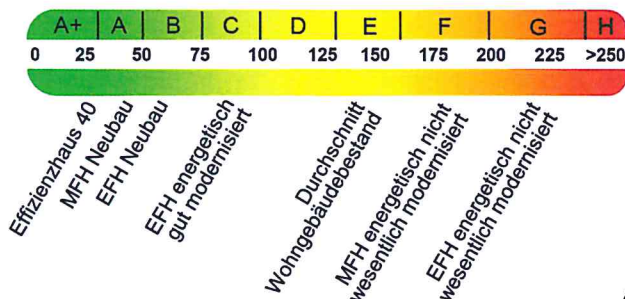 A+ A B C D E F G H
0 25 50 75 100 125 150 175 200 225 >250
Effizienzhaus 40
MFH Neubau
EFH Neubau
EFH energetisch
gut modernisiert
Durchschnitt
Wohngebäudebestand
MFH energetisch nicht
wesentlich modernisiert
EFH energetisch nicht
wesentlich modernisiert